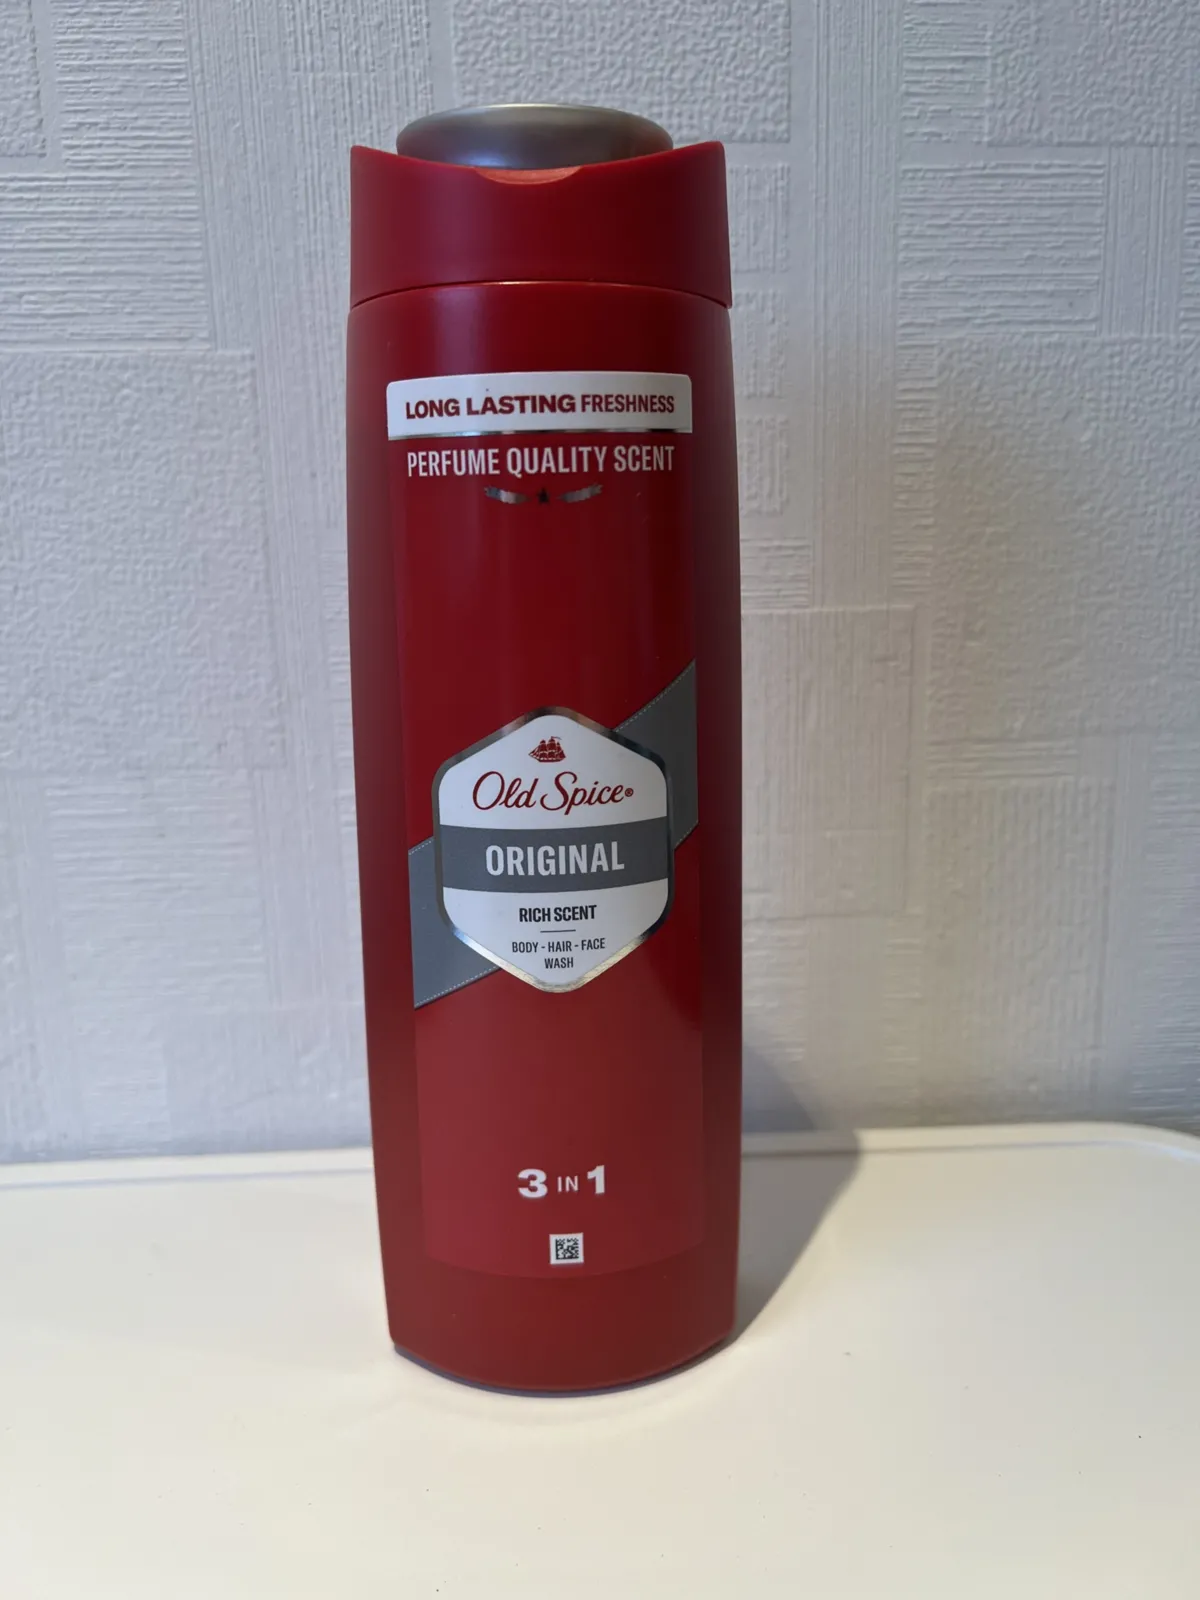 LONG LASTING FRESHNESS
PERFUME QUALITY SCENT
Old Spice®
ORIGINAL
RICH SCENT
BODY - HAIR - FACE
WASH
3 IN 1